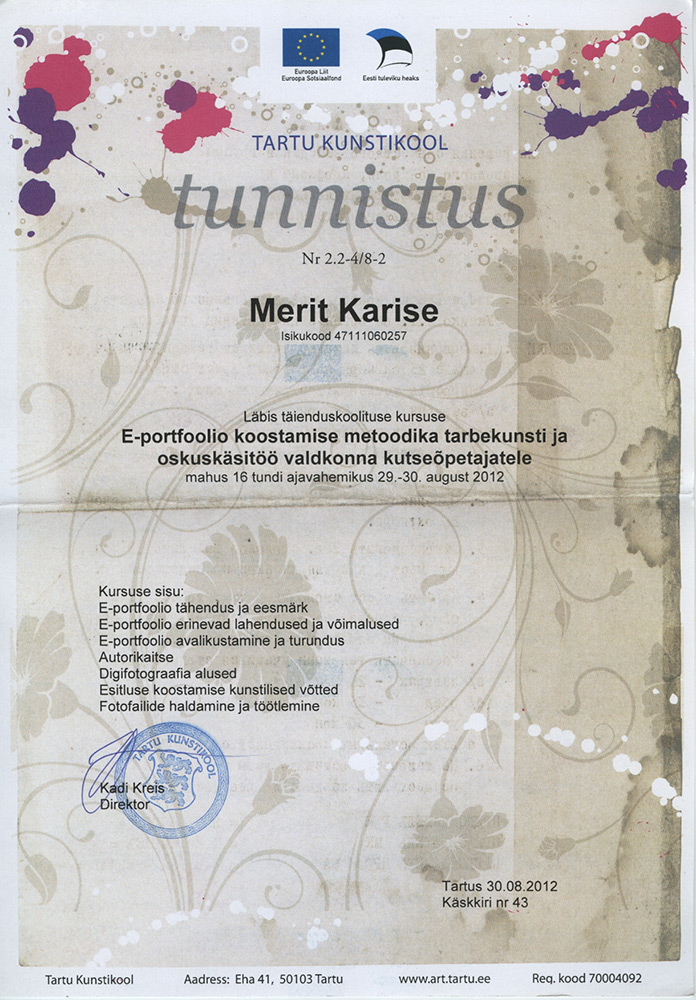 Euroopa Liit
Euroopa Sotsiaalfond
Eesti tuleviku heaks
TARTU KUNSTIKOOL
tunnistus
Nr 2.2-4/8-2
Merit Karise
Isikukood 47111060257
Läbis täienduskoolituse kursuse
E-portfoolio koostamise metoodika tarbekunsti ja
oskuskäsitöö valdkonna kutseõpetajatele
mahus 16 tundi ajavahemikus 29.-30. august 2012
Kursuse sisu:
E-portfoolio tähendus ja eesmärk
E-portfoolio erinevad lahendused ja võimalused
E-portfoolio avalikustamine ja turundus
Autorikaitse
Digifotograafia alused
Esitluse koostamise kunstilised võtted
Fotofailide haldamine ja töötlemine
TARTU KUNSTIKOOL
Kadi Kreis
Direktor
Tartus 30.08.2012
Käskkiri nr 43
Tartu Kunstikool Aadress: Eha 41, 50103 Tartu www.art.tartu.ee Reg. kood 70004092